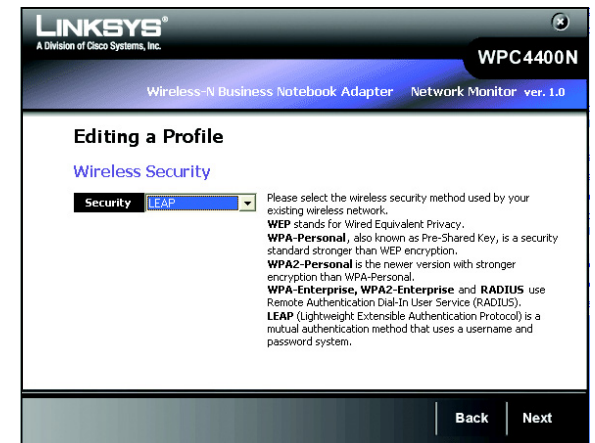 LINKSYS®
A Division of Cisco Systems, Inc.
WPC4400N
Wireless-N Business Notebook Adapter Network Monitor ver. 1.0
Editing a Profile
Wireless Security
Security LEAP
Please select the wireless security method used by your
existing wireless network.
WEP stands for Wired Equivalent Privacy.
WPA-Personal, also known as Pre-Shared Key, is a security
standard stronger than WEP encryption.
WPA2-Personal is the newer version with stronger
encryption than WPA-Personal.
WPA-Enterprise, WPA2-Enterprise and RADIUS use
Remote Authentication Dial-In User Service (RADIUS).
LEAP (Lightweight Extensible Authentication Protocol) is a
mutual authentication method that uses a username and
password system.
Back Next